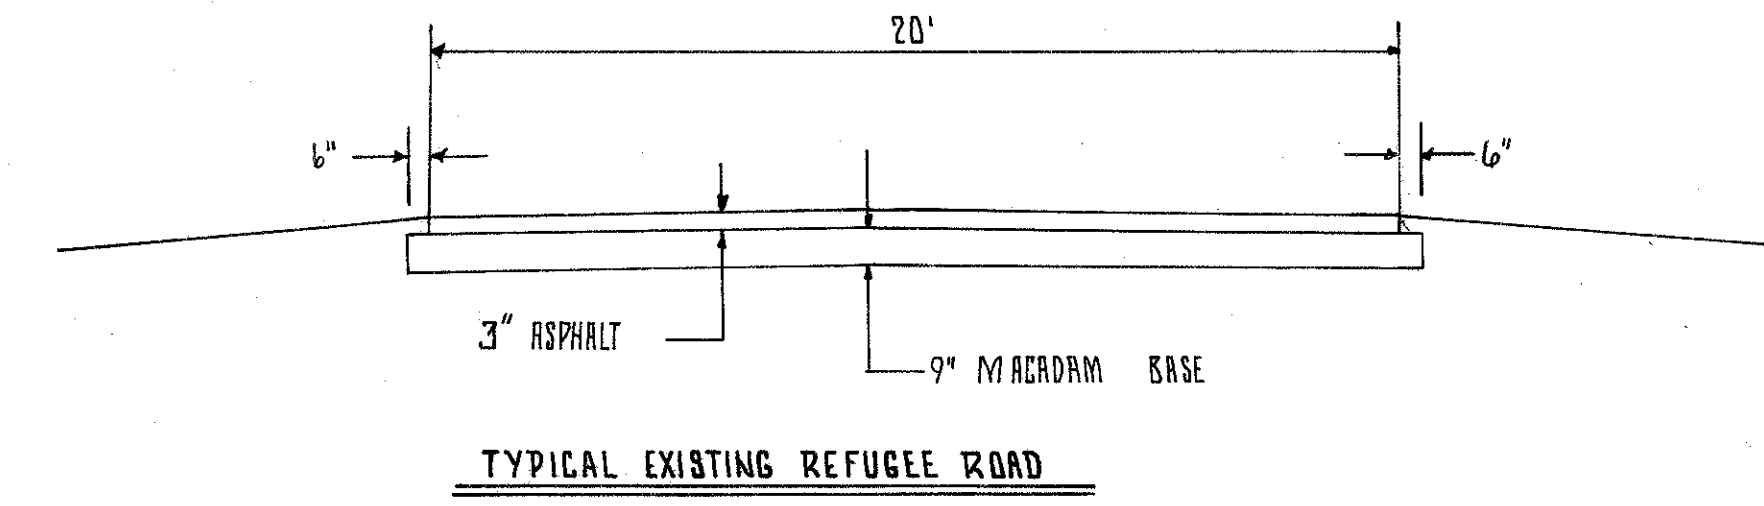 20'
6"
6"
3" ASPHALT
9" MACADAM BASE
TYPICAL EXISTING REFUGEE ROAD